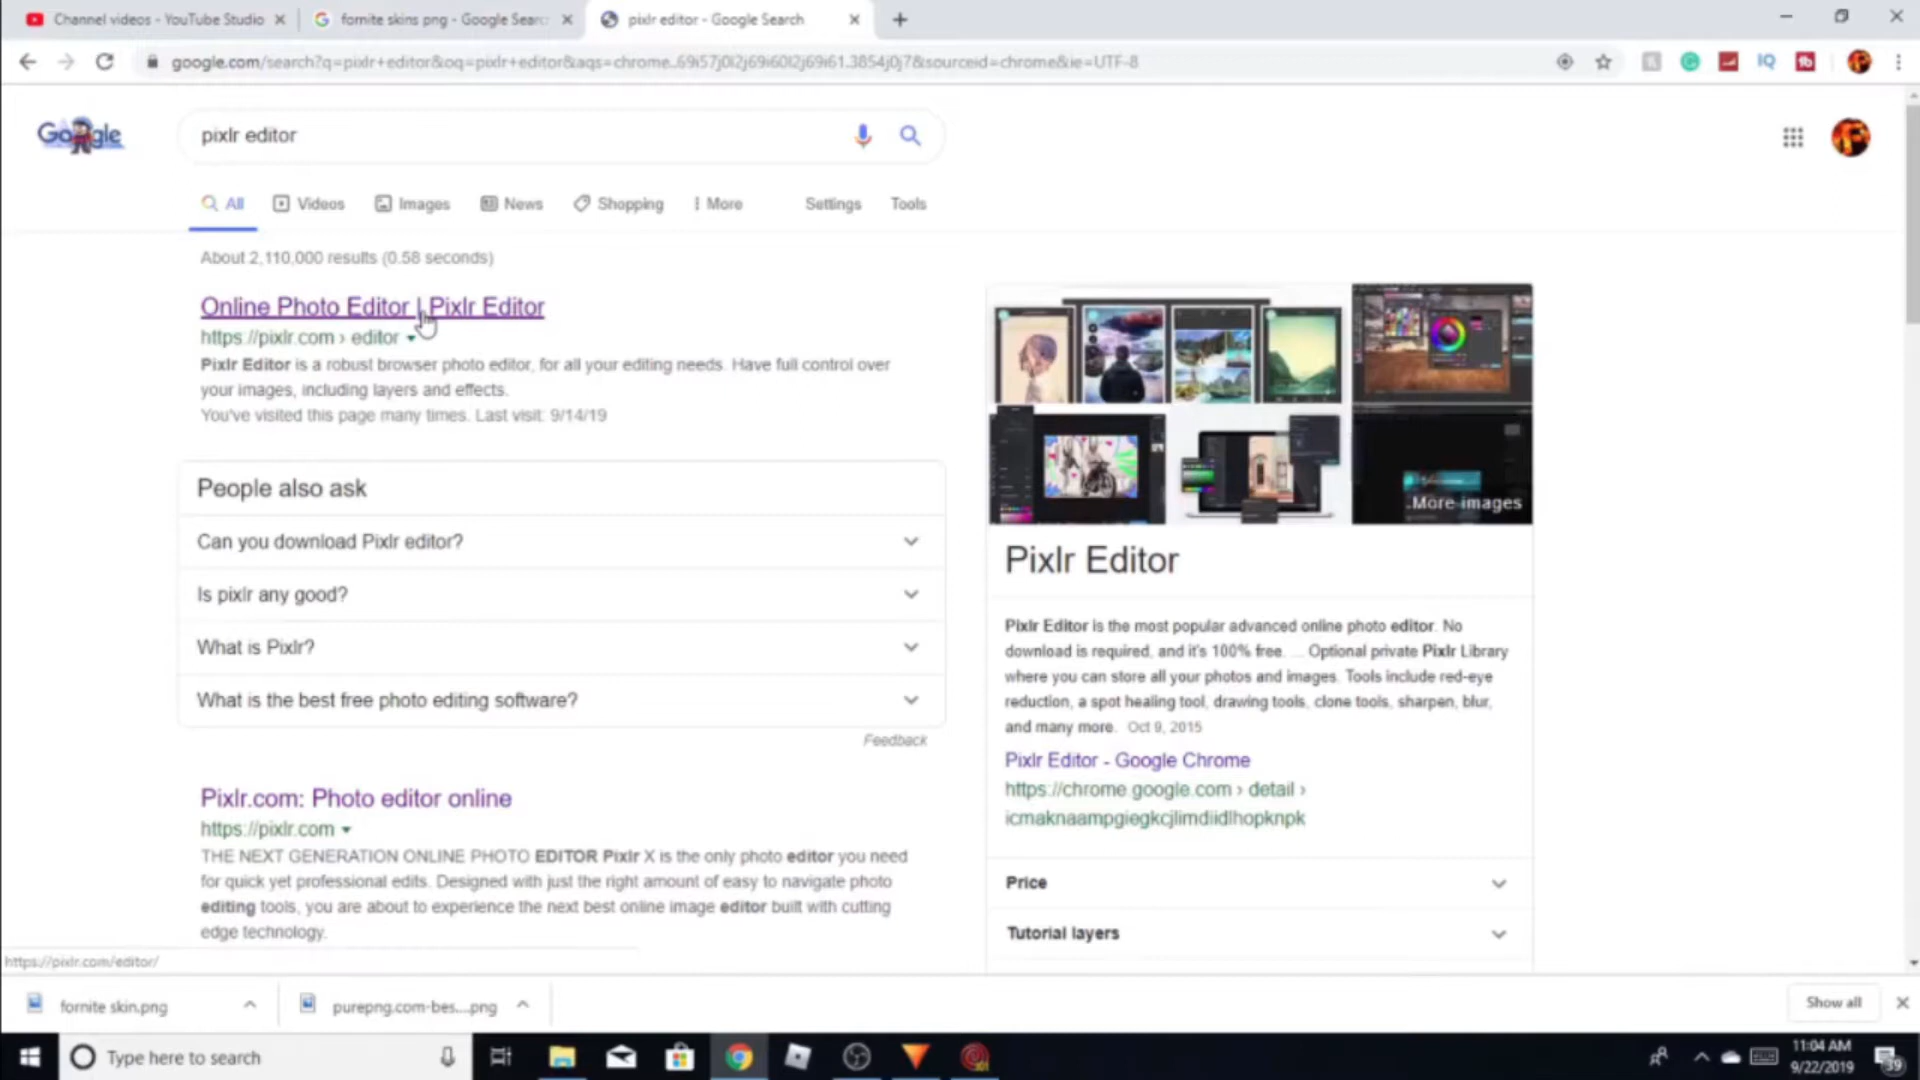 Channel videos - YouTube Studio
fornite skins png - Google Searc
pixlr editor - Google Search
google.com/search?q=pixlr+editor&oq=pixlr+editor&aqs=chrome..69i57j0l2j69i60l2j69i61.3854j0j7&sourceid=chrome&ie=UTF-8
IQ
Google
pixlr editor
All
Videos
Images
News
Shopping
More
Settings
Tools
About 2,110,000 results (0.58 seconds)
Online Photo Editor | Pixlr Editor
https://pixlr.com › editor
Pixlr Editor is a robust browser photo editor, for all your editing needs. Have full control over
your images, including layers and effects.
You've visited this page many times. Last visit: 9/14/19
People also ask
Can you download Pixlr editor?
Is pixlr any good?
What is Pixlr?
What is the best free photo editing software?
Feedback
Pixlr.com: Photo editor online
https://pixlr.com
THE NEXT GENERATION ONLINE PHOTO EDITOR Pixlr X is the only photo editor you need
for quick yet professional edits. Designed with just the right amount of easy to navigate photo
editing tools, you are about to experience the next best online image editor built with cutting
edge technology.
More images
Pixlr Editor
Pixlr Editor is the most popular advanced online photo editor. No
download is required, and it's 100% free. ... Optional private Pixlr Library
where you can store all your photos and images. Tools include red-eye
reduction, a spot healing tool, drawing tools, clone tools, sharpen, blur,
and many more. Oct 9, 2015
Pixlr Editor - Google Chrome
https://chrome.google.com › detail ›
icmaknaampgiegkcjlimdiidlhopknpk
Price
Tutorial layers
https://pixlr.com/editor/
fornite skin.png
purepng.com-bes....png
Show all
Type here to search
11:04 AM
9/22/2019
39